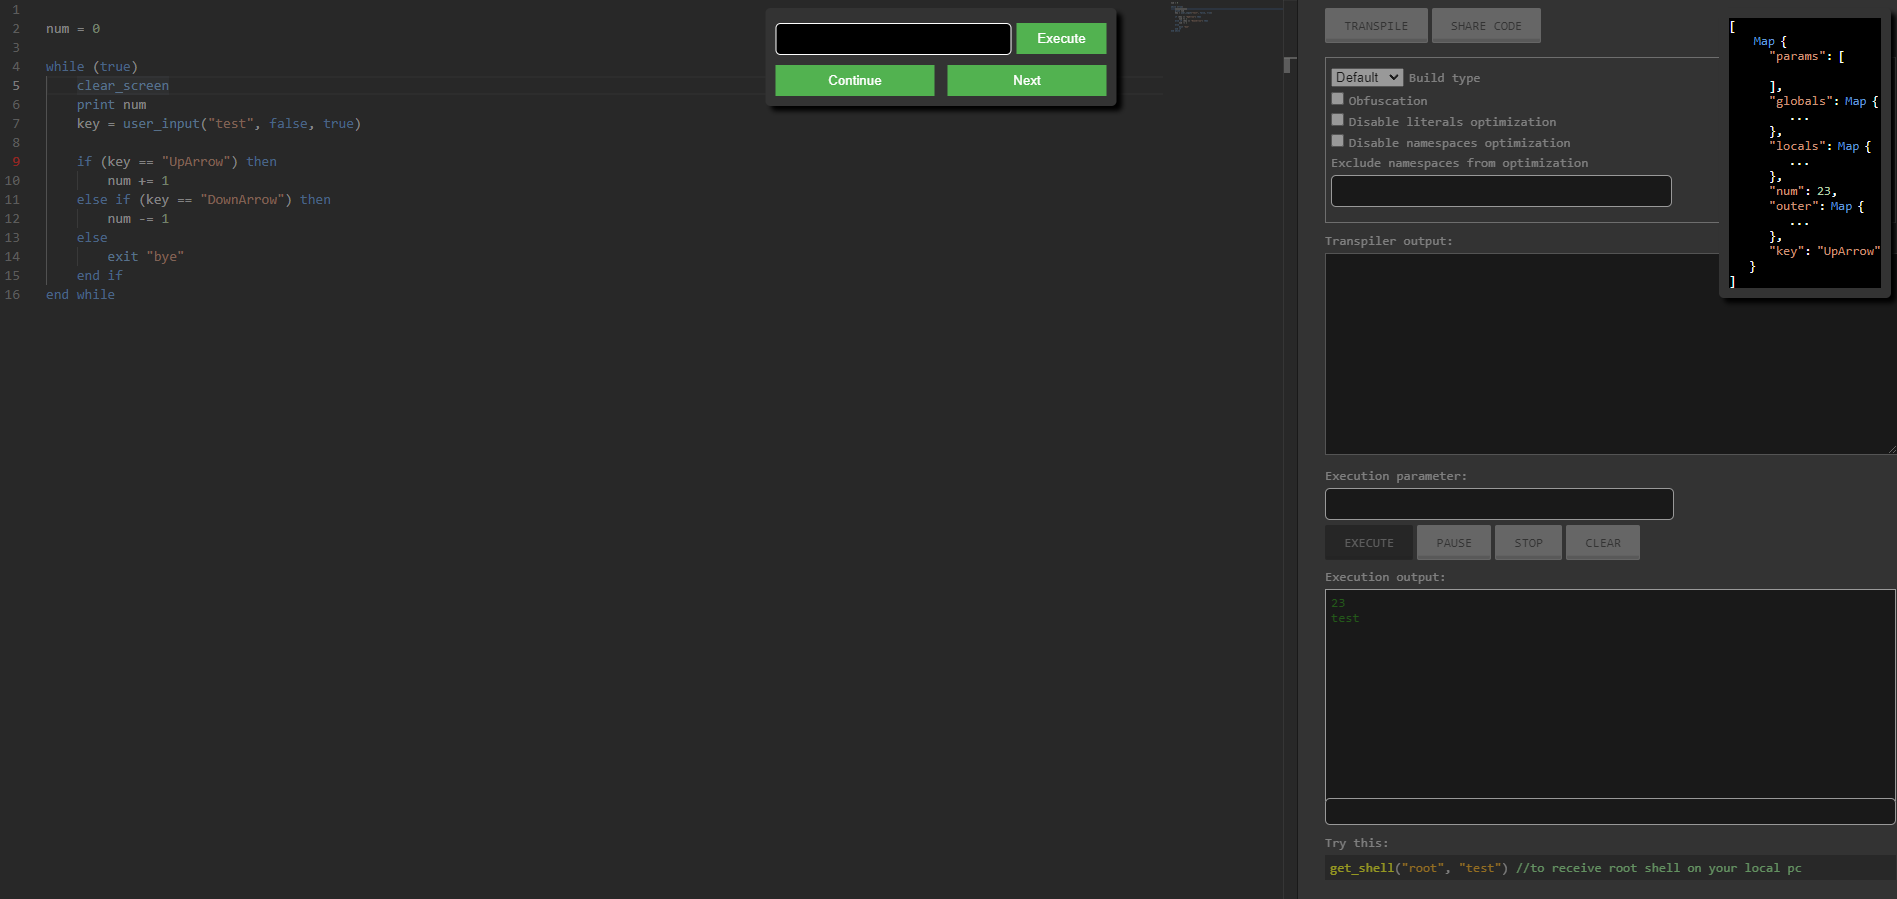 1
2 num = 0
3
4 while (true)
5 clear_screen
6 print num
7 key = user_input("test", false, true)
8
9 if (key == "UpArrow") then
10 num += 1
11 else if (key == "DownArrow") then
12 num -= 1
13 else
14 exit "bye"
15 end if
16 end while
Execute
Continue Next
TRANSPILE SHARE CODE
Default Build type
Obfuscation
Disable literals optimization
Disable namespaces optimization
Exclude namespaces from optimization
Transpiler output:
Execution parameter:
EXECUTE PAUSE STOP CLEAR
Execution output:
23
test
Try this:
get_shell("root", "test") //to receive root shell on your local pc
[
Map {
"params": [
],
"globals": Map {
...
},
"locals": Map {
...
},
"num": 23,
"outer": Map {
...
},
"key": "UpArrow"
}
]